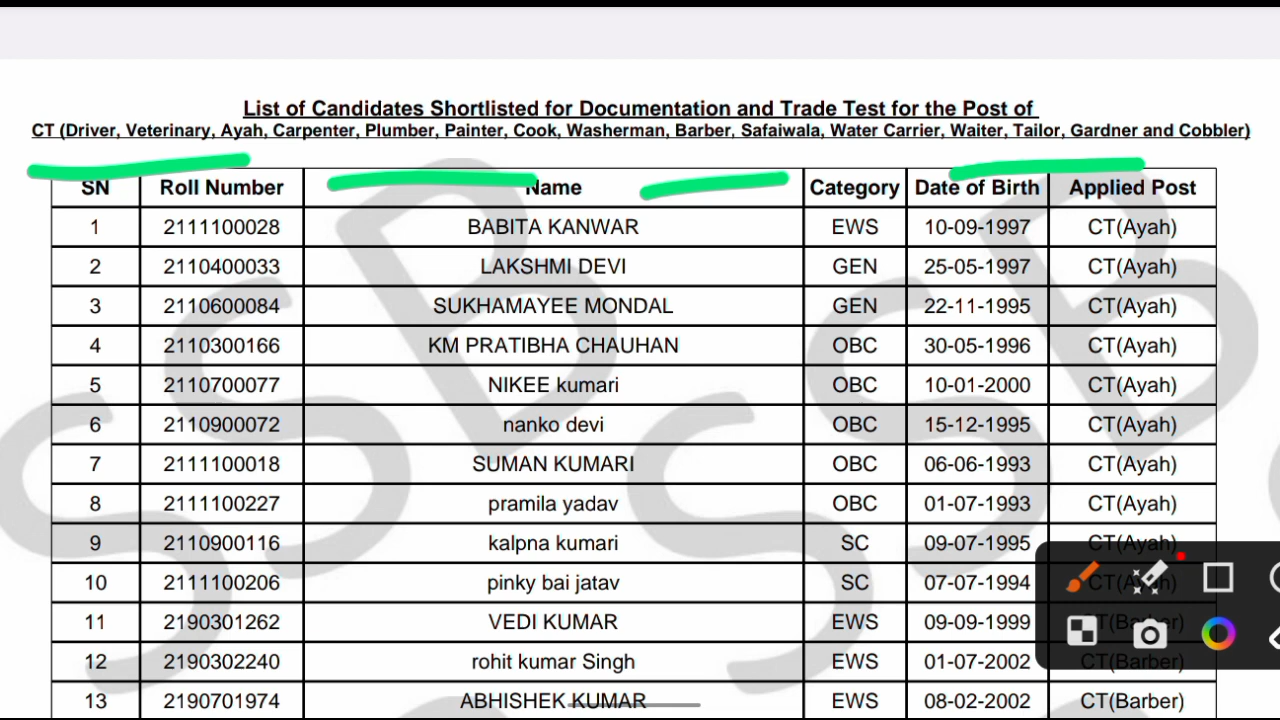 List of Candidates Shortlisted for Documentation and Trade Test for the Post of
CT (Driver, Veterinary, Ayah, Carpenter, Plumber, Painter, Cook, Washerman, Barber, Safaiwala, Water Carrier, Waiter, Tailor, Gardner and Cobbler)
SN Roll Number Name Category Date of Birth Applied Post
1 2111100028 BABITA KANWAR EWS 10-09-1997 CT(Ayah)
2 2110400033 LAKSHMI DEVI GEN 25-05-1997 CT(Ayah)
3 2110600084 SUKHAMAYEE MONDAL GEN 22-11-1995 CT(Ayah)
4 2110300166 KM PRATIBHA CHAUHAN OBC 30-05-1996 CT(Ayah)
5 2110700077 NIKEE kumari OBC 10-01-2000 CT(Ayah)
6 2110900072 nanko devi OBC 15-12-1995 CT(Ayah)
7 2111100018 SUMAN KUMARI OBC 06-06-1993 CT(Ayah)
8 2111100227 pramila yadav OBC 01-07-1993 CT(Ayah)
9 2110900116 kalpna kumari SC 09-07-1995 CT(Ayah)
10 2111100206 pinky bai jatav SC 07-07-1994 CT(Ayah)
11 2190301262 VEDI KUMAR EWS 09-09-1999 CT(Barber)
12 2190302240 rohit kumar Singh EWS 01-07-2002 CT(Barber)
13 2190701974 ABHISHEK KUMAR EWS 08-02-2002 CT(Barber)
SSB SSB